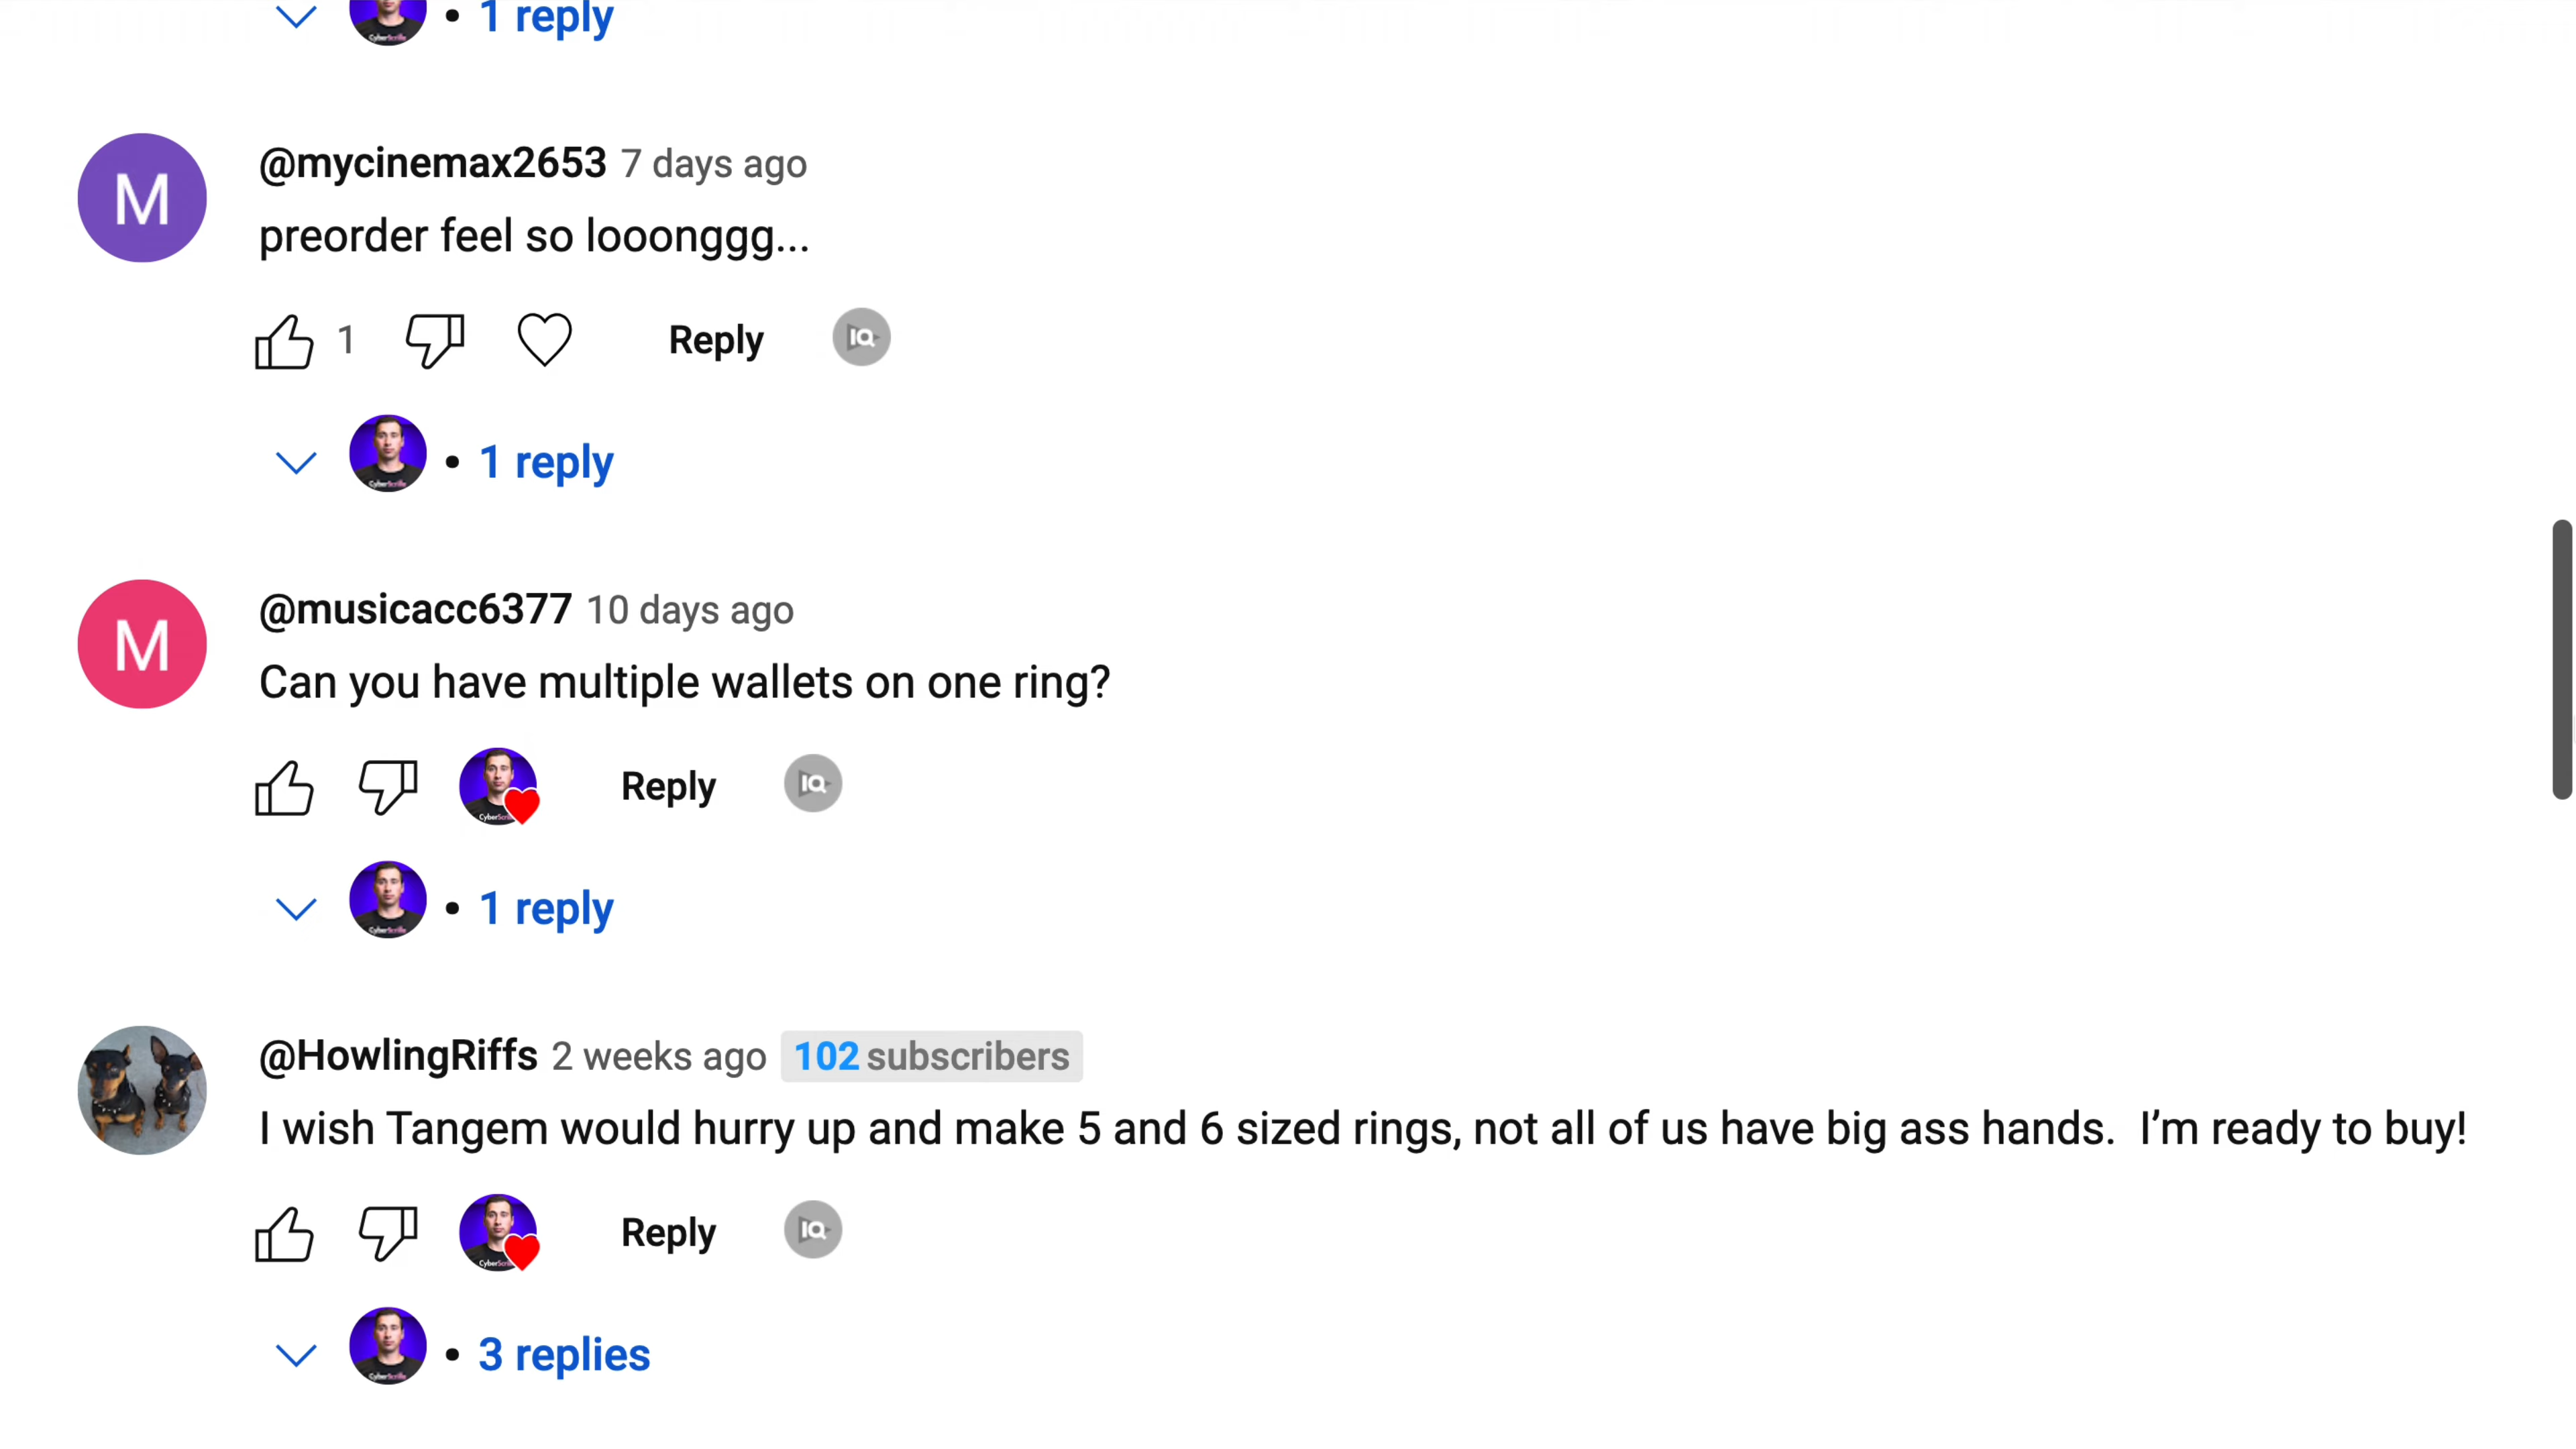 1 reply
M
@mycinemax2653 7 days ago
preorder feel so looonggg...
1 Reply IQ
1 reply
M
@musicacc6377 10 days ago
Can you have multiple wallets on one ring?
Reply IQ
1 reply
@HowlingRiffs 2 weeks ago 102 subscribers
I wish Tangem would hurry up and make 5 and 6 sized rings, not all of us have big ass hands.  I’m ready to buy!
Reply IQ
3 replies